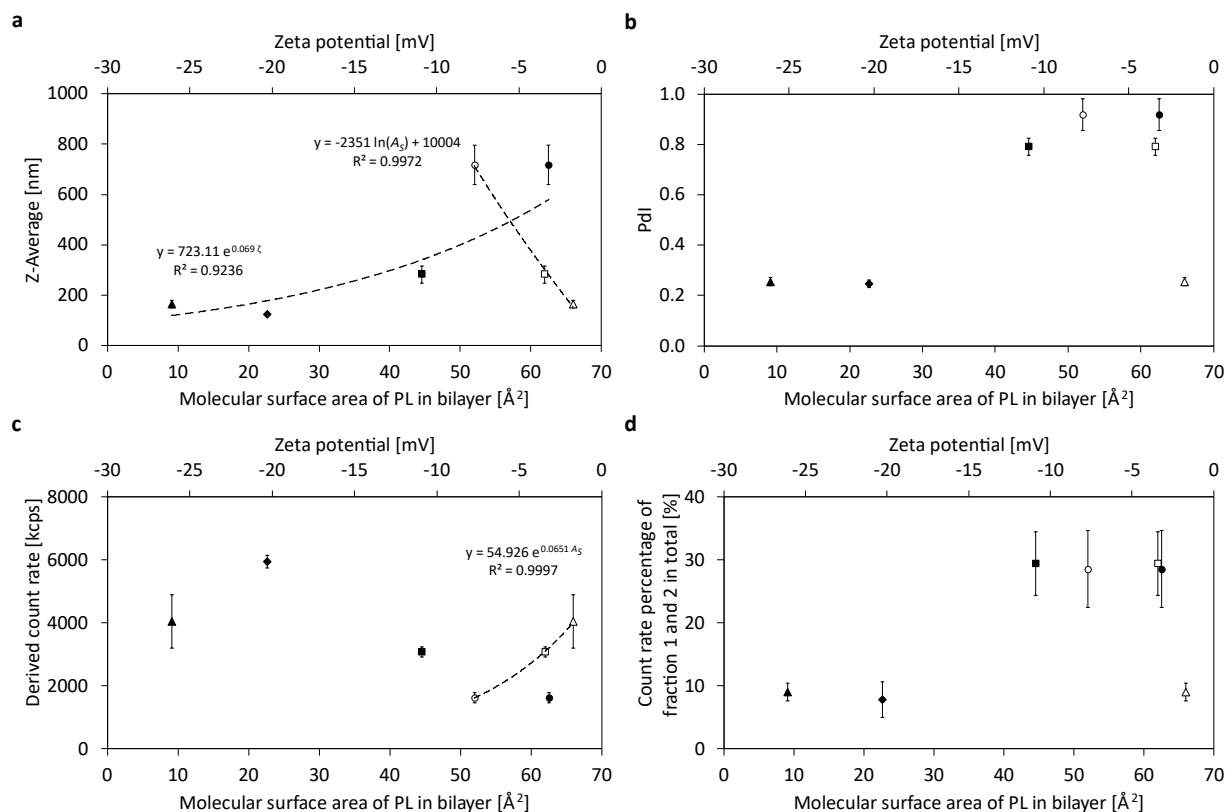 a
Zeta potential [mV]
-30 -25 -20 -15 -10 -5 0
1000
800
600
400
200
0
Z-Average [nm]
y = -2351 ln(Aₛ) + 10004
R² = 0.9972
y = 723.11 e^0.069 ζ
R² = 0.9236
0 10 20 30 40 50 60 70
Molecular surface area of PL in bilayer [Å²]
b
Zeta potential [mV]
-30 -25 -20 -15 -10 -5 0
1.0
0.8
0.6
0.4
0.2
0.0
PdI
0 10 20 30 40 50 60 70
Molecular surface area of PL in bilayer [Å²]
c
Zeta potential [mV]
-30 -25 -20 -15 -10 -5 0
8000
6000
4000
2000
0
Derived count rate [kcps]
y = 54.926 e^0.0651 Aₛ
R² = 0.9997
0 10 20 30 40 50 60 70
Molecular surface area of PL in bilayer [Å²]
d
Zeta potential [mV]
-30 -25 -20 -15 -10 -5 0
40
30
20
10
0
Count rate percentage of
fraction 1 and 2 in total [%]
0 10 20 30 40 50 60 70
Molecular surface area of PL in bilayer [Å²]